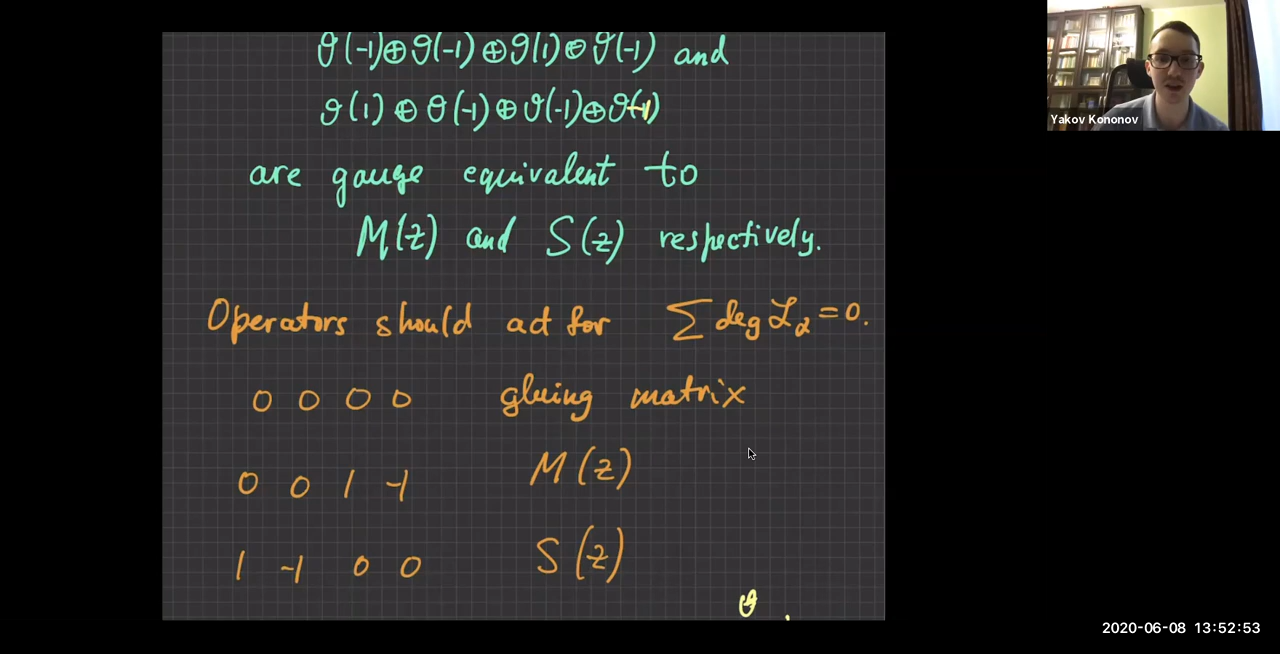 O(-1)⊕O(-1)⊕O(1)⊕O(-1) and
O(1)⊕O(-1)⊕O(-1)⊕O(-1)
are gauge equivalent to
M(z) and S(z) respectively.
Operators should act for ∑ deg ℒ_α = 0.
0 0 0 0 gluing matrix
0 0 1 -1 M(z)
1 -1 0 0 S(z)
O
Yakov Kononov
2020-06-08 13:52:53